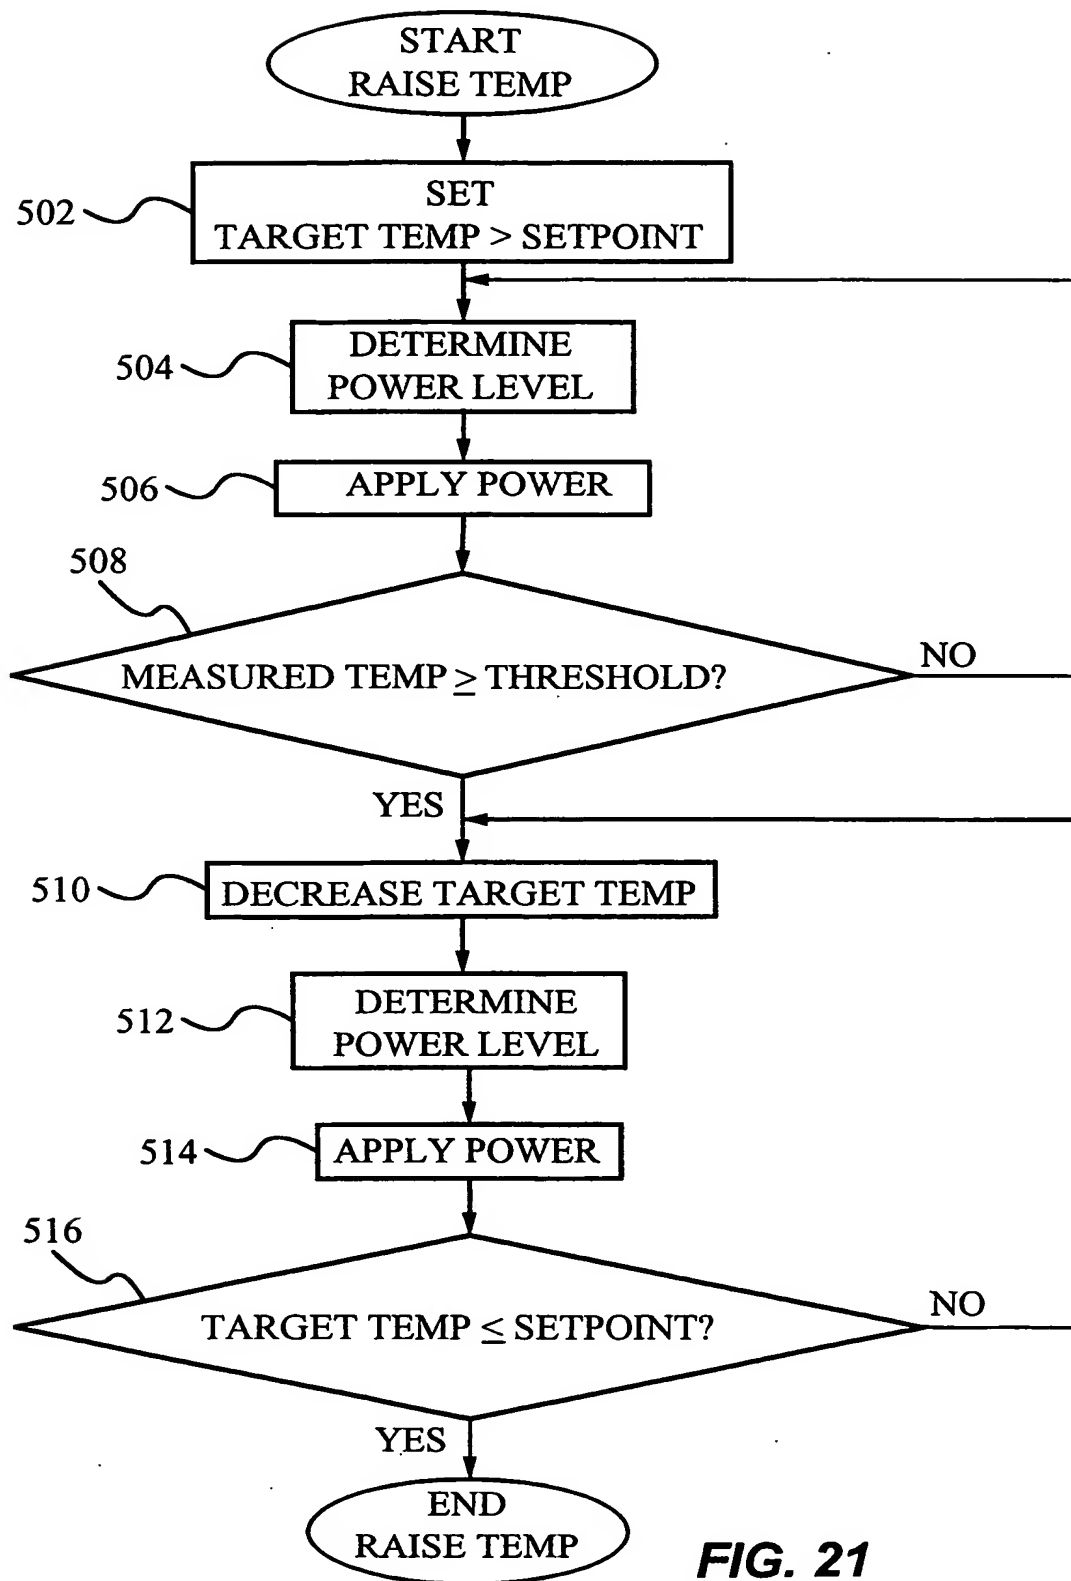 START
RAISE TEMP
502
SET
TARGET TEMP > SETPOINT
504
DETERMINE
POWER LEVEL
506
APPLY POWER
508
MEASURED TEMP ≥ THRESHOLD?
NO
YES
510
DECREASE TARGET TEMP
512
DETERMINE
POWER LEVEL
514
APPLY POWER
516
TARGET TEMP ≤ SETPOINT?
NO
YES
END
RAISE TEMP
FIG. 21